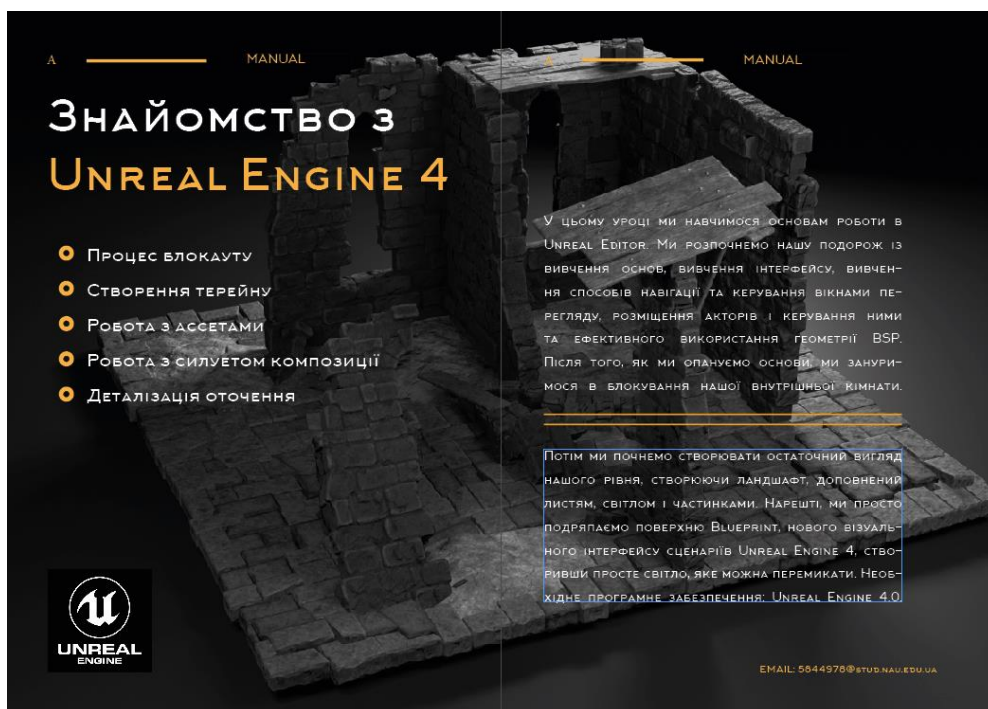 A MANUAL
Знайомство з
Unreal Engine 4
Процес блокауту
Створення терейну
Робота з ассетами
Робота з силуетом композиції
Деталізація оточення
UNREAL
ENGINE
A MANUAL
У цьому уроці ми навчимося основам роботи в
Unreal Editor. Ми розпочнемо нашу подорож із
вивчення основ, вивчення інтерфейсу, вивчен-
ня способів навігації та керування вікнами пе-
регляду, розміщення акторів і керування ними
та ефективного використання геометрії BSP.
Після того, як ми опануємо основи, ми занури-
мося в блокування нашої внутрішньої кімнати.
Потім ми почнемо створювати остаточний вигляд
нашого рівня, створюючи ландшафт, доповнений
листям, світлом і частинками. Нарешті, ми просто
подряпаємо поверхню Blueprint, нового візуаль-
ного інтерфейсу сценаріїв Unreal Engine 4, ство-
ривши просте світло, яке можна перемикати. Необ-
хідне програмне забезпечення: Unreal Engine 4.0.
EMAIL: 5844978@stud.nau.edu.ua